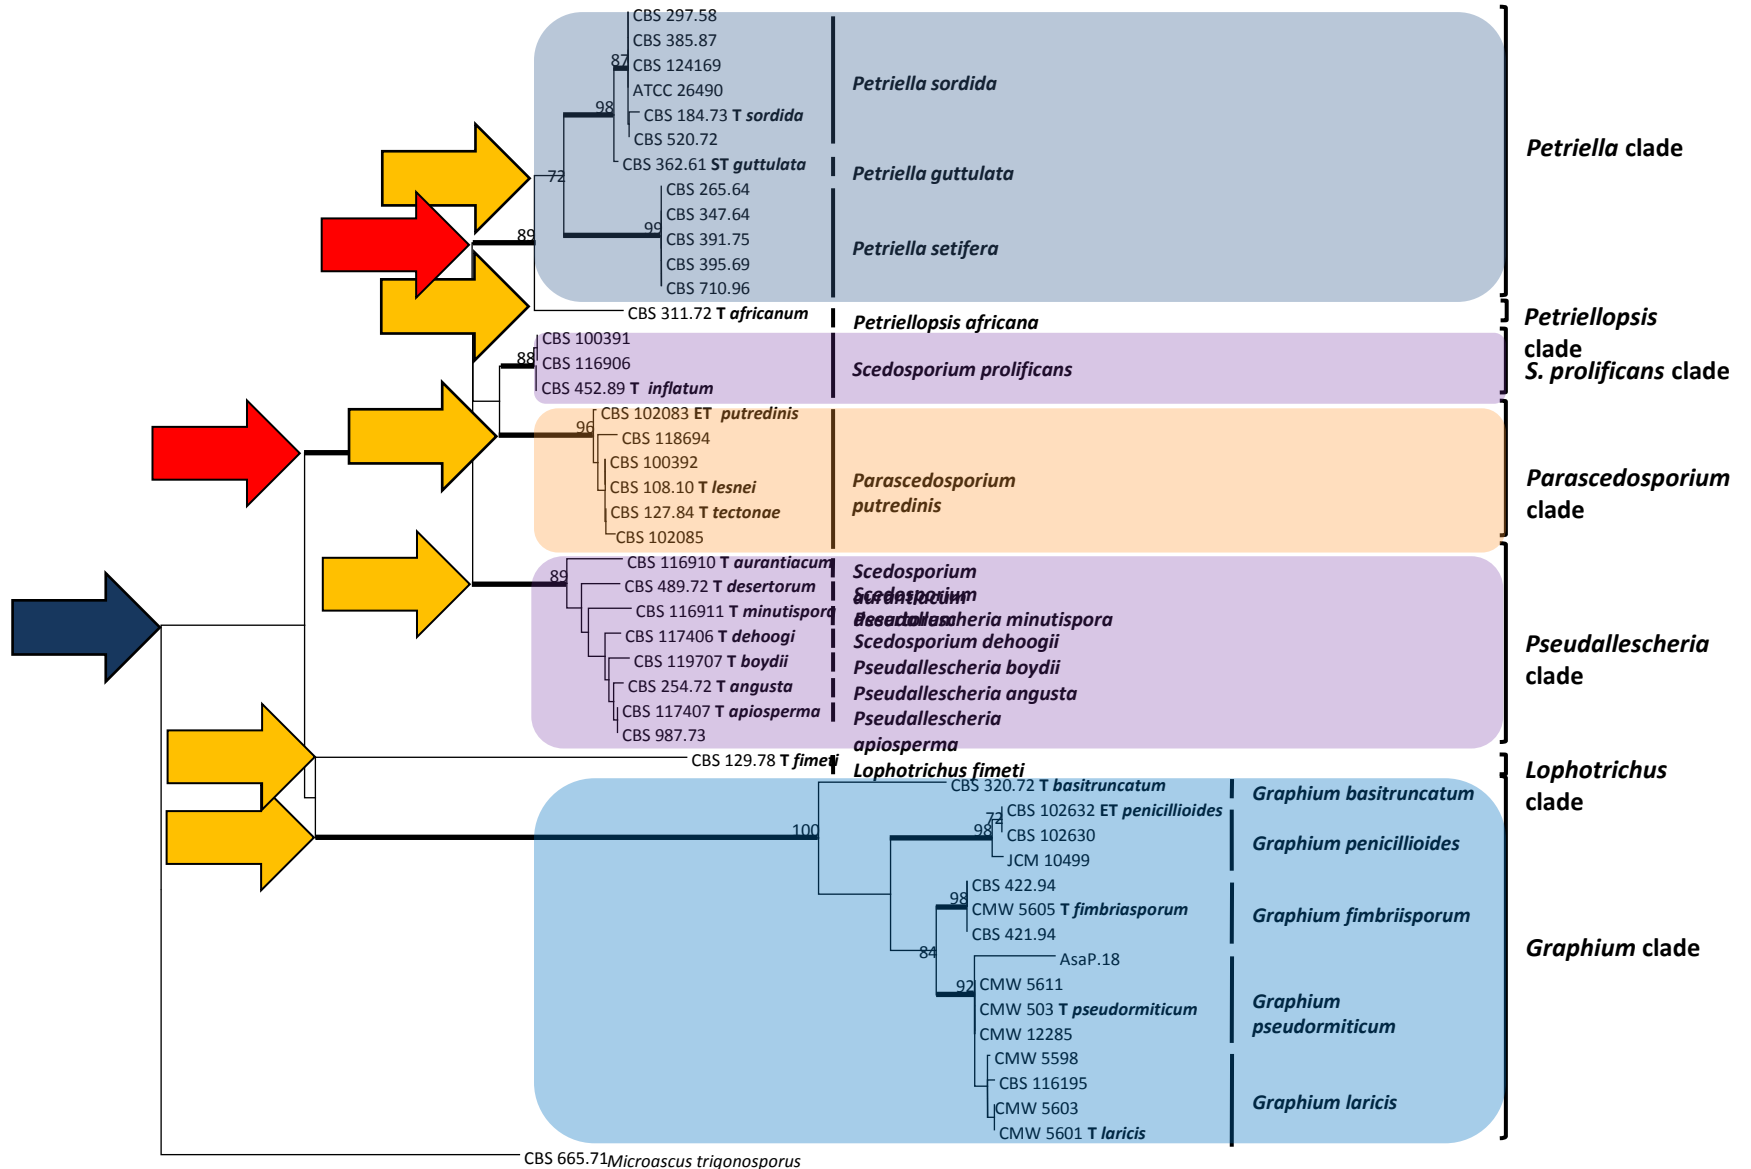 CBS 297.58
CBS 385.87
87
CBS 124169
Petriella sordida
ATCC 26490
98
CBS 184.73 T sordida
CBS 520.72
Petriella clade
CBS 362.61 ST guttulata
72
Petriella guttulata
CBS 265.64
CBS 347.64
99
89
CBS 391.75
Petriella setifera
CBS 395.69
CBS 710.96
CBS 311.72 T africanum
Petriellopsis africana
Petriellopsis
clade
CBS 100391
88
CBS 116906
Scedosporium prolificans
S. prolificans clade
CBS 452.89 T inflatum
CBS 102083 ET putredinis
96
CBS 118694
CBS 100392
CBS 108.10 T lesnei
Parascedosporium
putredinis
Parascedosporium
clade
CBS 127.84 T tectonae
CBS 102085
CBS 116910 T aurantiacum
Scedosporium
aurantiacum
89
CBS 489.72 T desertorum
Scedosporium
desertorum
CBS 116911 T minutispora
Pseudallescheria minutispora
CBS 117406 T dehoogi
Scedosporium dehoogii
Pseudallescheria
clade
CBS 119707 T boydii
Pseudallescheria boydii
CBS 254.72 T angusta
Pseudallescheria angusta
CBS 117407 T apiosperma
Pseudallescheria
apiosperma
CBS 987.73
CBS 129.78 T fimeti
Lophotrichus fimeti
Lophotrichus
clade
CBS 320.72 T basitruncatum
Graphium basitruncatum
100
CBS 102632 ET penicillioides
72
98
CBS 102630
Graphium penicillioides
JCM 10499
CBS 422.94
98
CMW 5605 T fimbriasporum
Graphium fimbriisporum
CBS 421.94
84
Graphium clade
AsaP.18
92
CMW 5611
CMW 503 T pseudormiticum
Graphium
pseudormiticum
CMW 12285
CMW 5598
CBS 116195
Graphium laricis
CMW 5603
CMW 5601 T laricis
CBS 665.71 Microascus trigonosporus